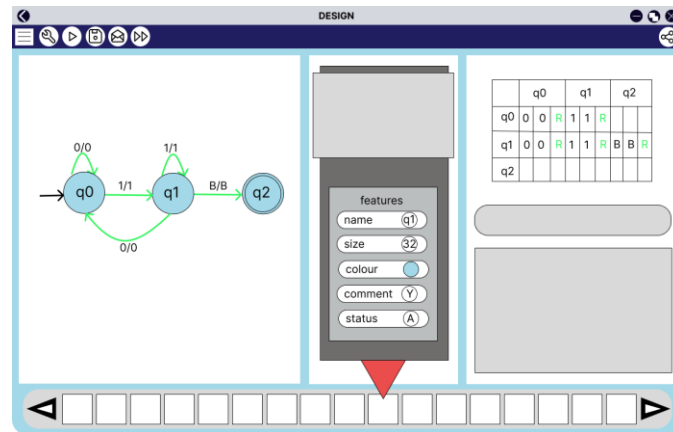 DESIGN
0/0
1/1
q0
1/1
q1
B/B
q2
0/0
features
name q1
size 32
colour
comment Y
status A
q0 q1 q2
q0 0 0 R 1 1 R
q1 0 0 R 1 1 R B B R
q2